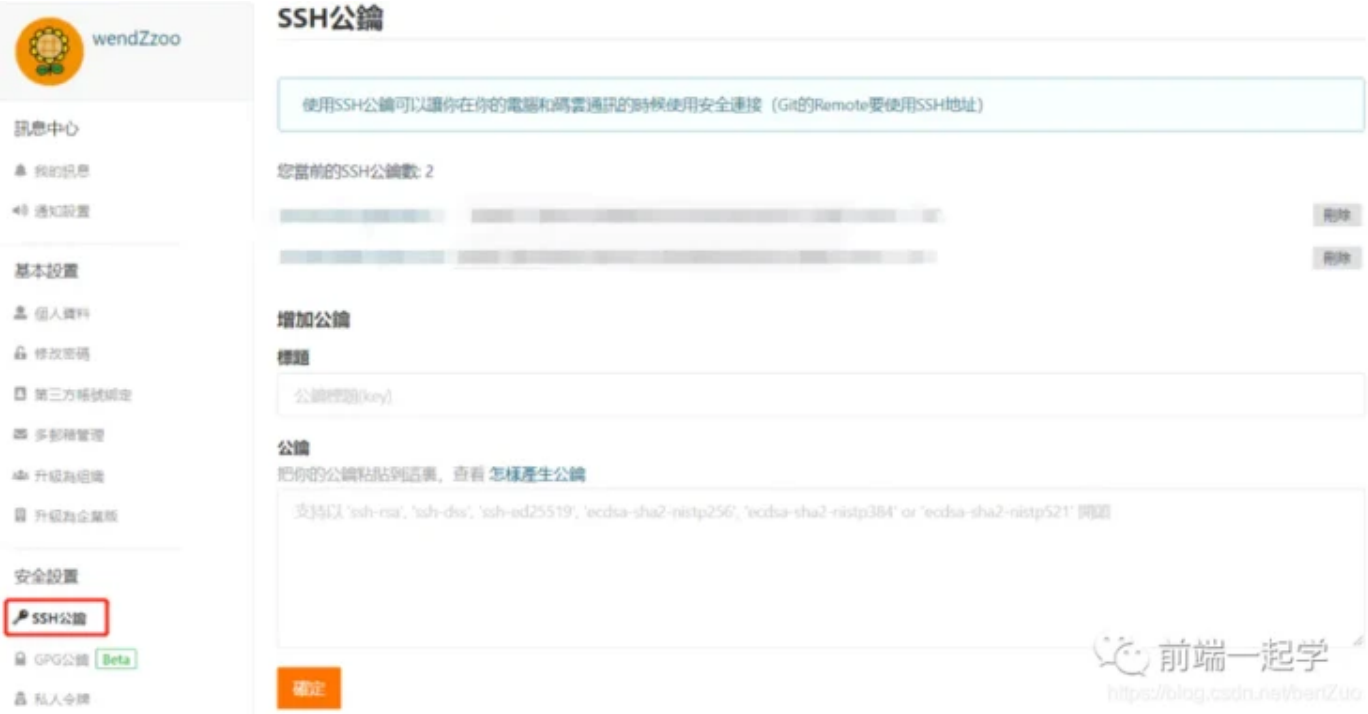 wendZzoo
訊息中心
我的訊息
通知設置
基本設置
個人資料
修改密碼
第三方帳號綁定
多郵箱管理
升級為組織
升級為企業版
安全設置
SSH公鑰
GPG公鑰 Beta
私人令牌
SSH公鑰
使用SSH公鑰可以讓你在你的電腦和碼雲通訊的時候使用安全連接（Git的Remote要使用SSH地址）
您當前的SSH公鑰數: 2
刪除
刪除
增加公鑰
標題
公鑰標題(key)
公鑰
把你的公鑰粘貼到這裏，查看 怎樣產生公鑰
支持以 'ssh-rsa', 'ssh-dss', 'ssh-ed25519', 'ecdsa-sha2-nistp256', 'ecdsa-sha2-nistp384' or 'ecdsa-sha2-nistp521' 開頭
確定
前端一起学
https://blog.csdn.net/banZuo